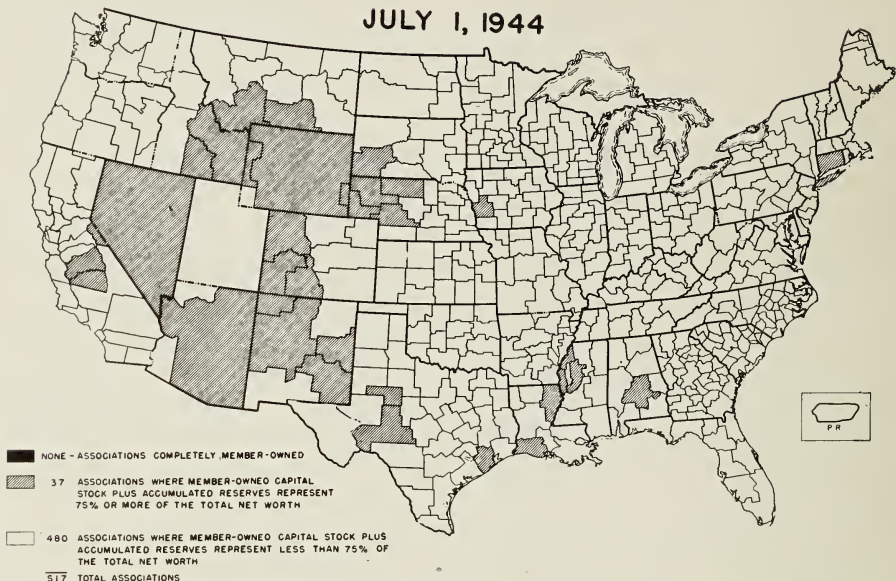 JULY 1, 1944
PR
NONE - ASSOCIATIONS COMPLETELY MEMBER-OWNED
37 ASSOCIATIONS WHERE MEMBER-OWNED CAPITAL
STOCK PLUS ACCUMULATED RESERVES REPRESENT
75% OR MORE OF THE TOTAL NET WORTH
480 ASSOCIATIONS WHERE MEMBER-OWNED CAPITAL STOCK PLUS
ACCUMULATED RESERVES REPRESENT LESS THAN 75% OF
THE TOTAL NET WORTH
517 TOTAL ASSOCIATIONS